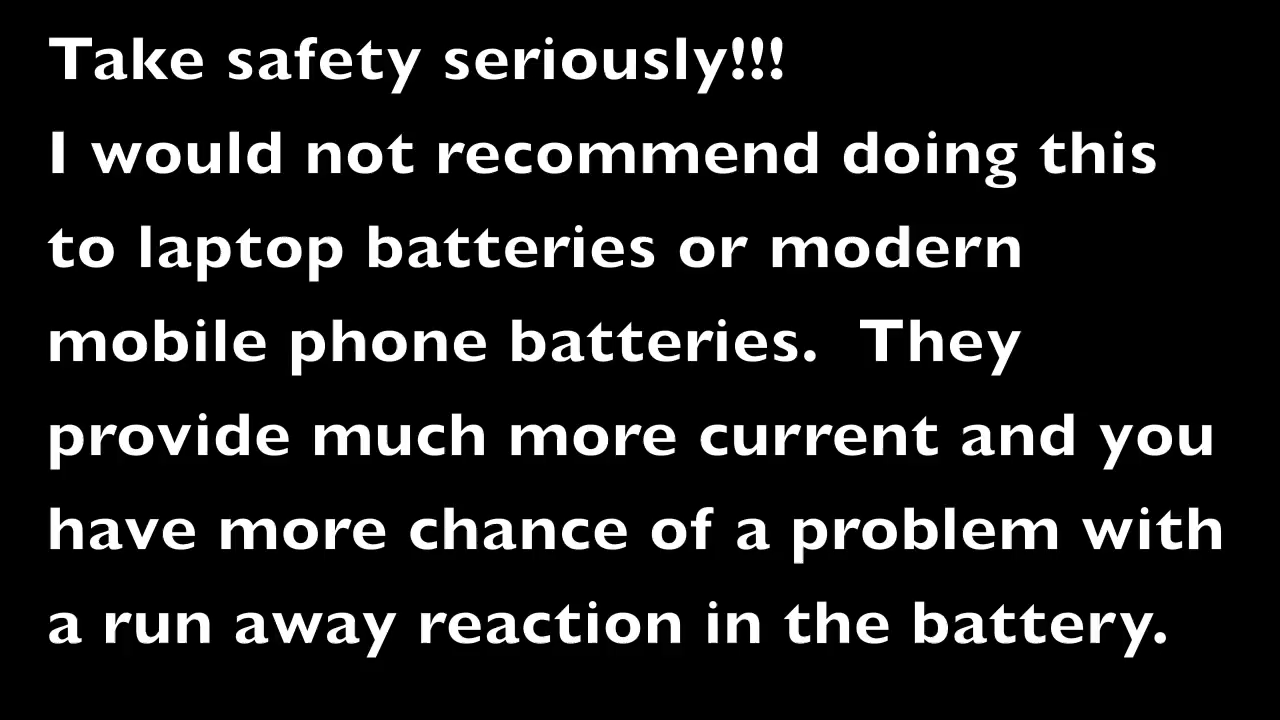 Take safety seriously!!!
I would not recommend doing this
to laptop batteries or modern
mobile phone batteries.  They
provide much more current and you
have more chance of a problem with
a run away reaction in the battery.